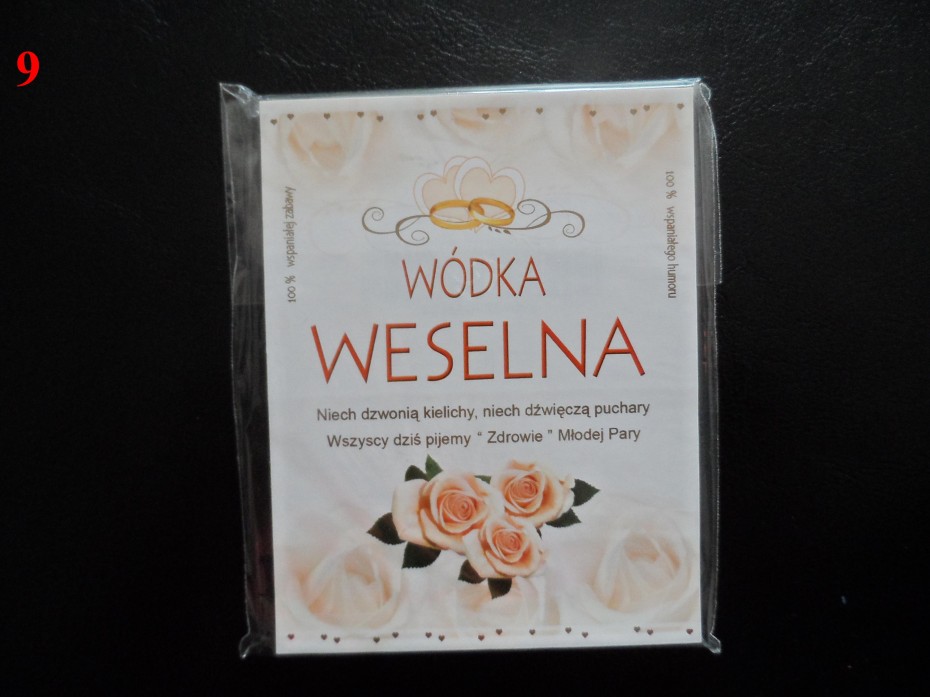 9
100 % wspaniałej zabawy
100 % wspaniałego humoru
WÓDKA
WESELNA
Niech dzwonią kielichy, niech dźwięczą puchary
Wszyscy dziś pijemy “ Zdrowie ” Młodej Pary